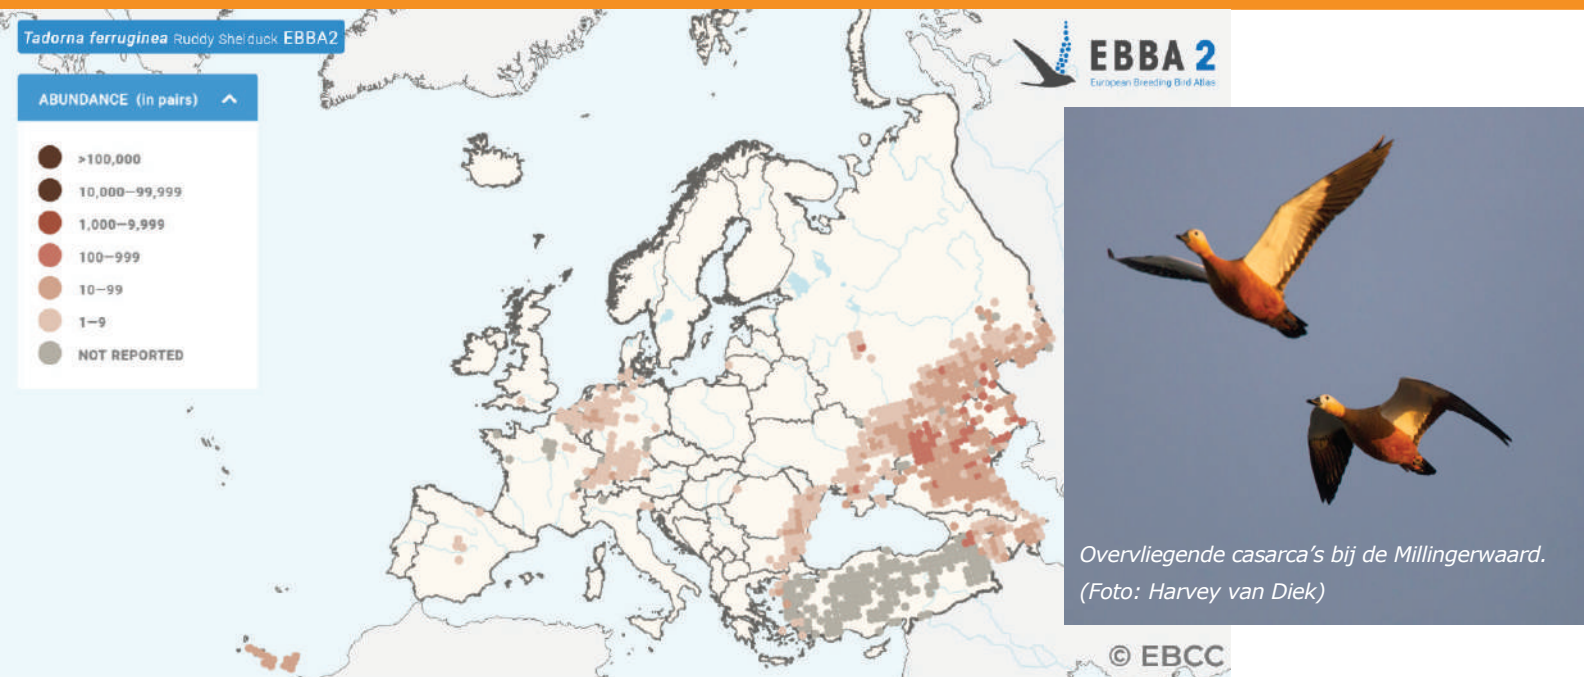 Tadorna ferruginea Ruddy Shelduck EBBA2
ABUNDANCE (in pairs)
>100,000
10,000–99,999
1,000–9,999
100–999
10–99
1–9
NOT REPORTED
EBBA 2
European Breeding Bird Atlas
Overvliegende casarca's bij de Millingerwaard.
(Foto: Harvey van Diek)
© EBCC